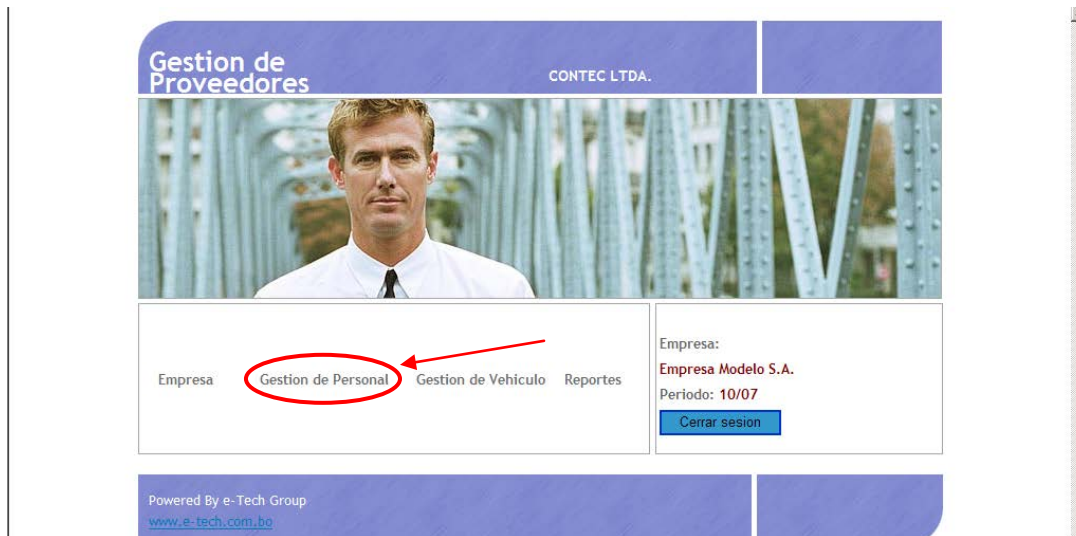 Gestion de
Proveedores
CONTEC LTDA.
Empresa
Gestion de Personal
Gestion de Vehiculo
Reportes
Empresa:
Empresa Modelo S.A.
Periodo: 10/07
Cerrar sesion
Powered By e-Tech Group
www.e-tech.com.bo